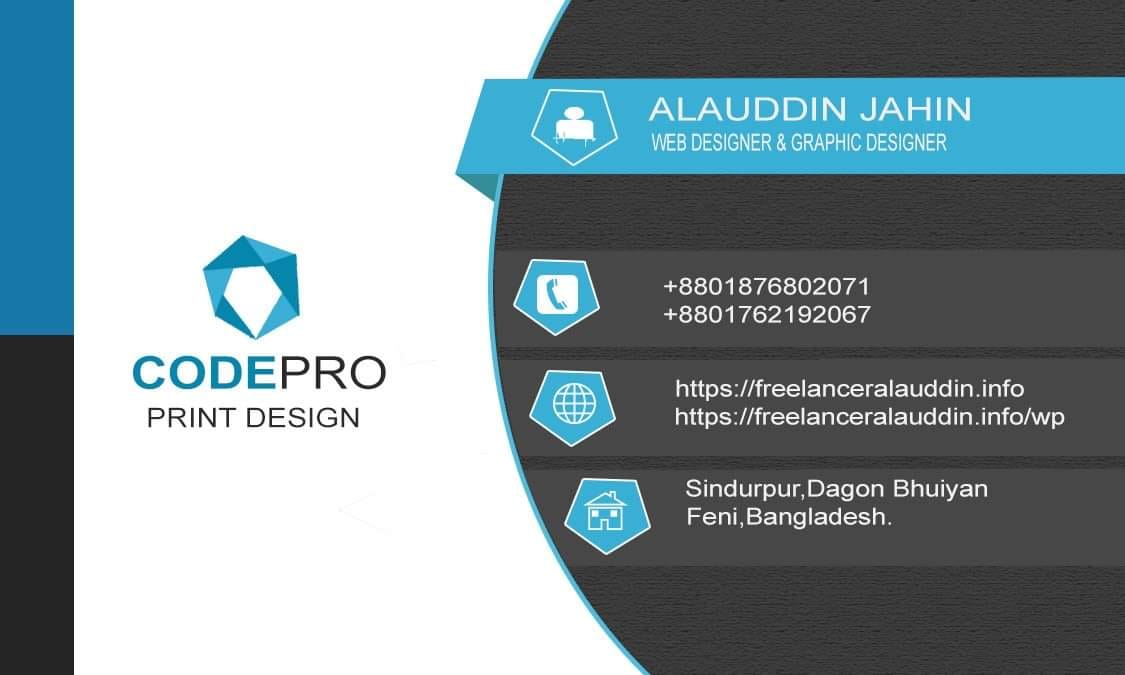 ALAUDDIN JAHIN
WEB DESIGNER & GRAPHIC DESIGNER
+8801876802071
+8801762192067
CODEPRO
PRINT DESIGN
https://freelanceralauddin.info
https://freelanceralauddin.info/wp
Sindurpur,Dagon Bhuiyan
Feni,Bangladesh.